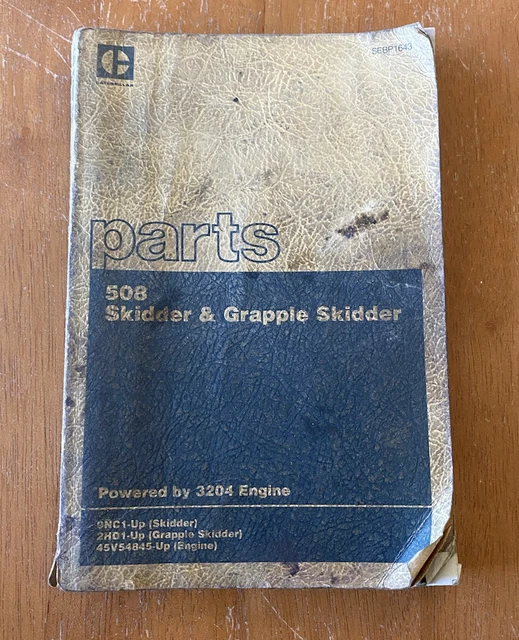 CATERPILLAR
SEBP1643
parts
508
Skidder & Grapple Skidder
Powered by 3204 Engine
9NC1-Up (Skidder)
2HD1-Up (Grapple Skidder)
45V54845-Up (Engine)